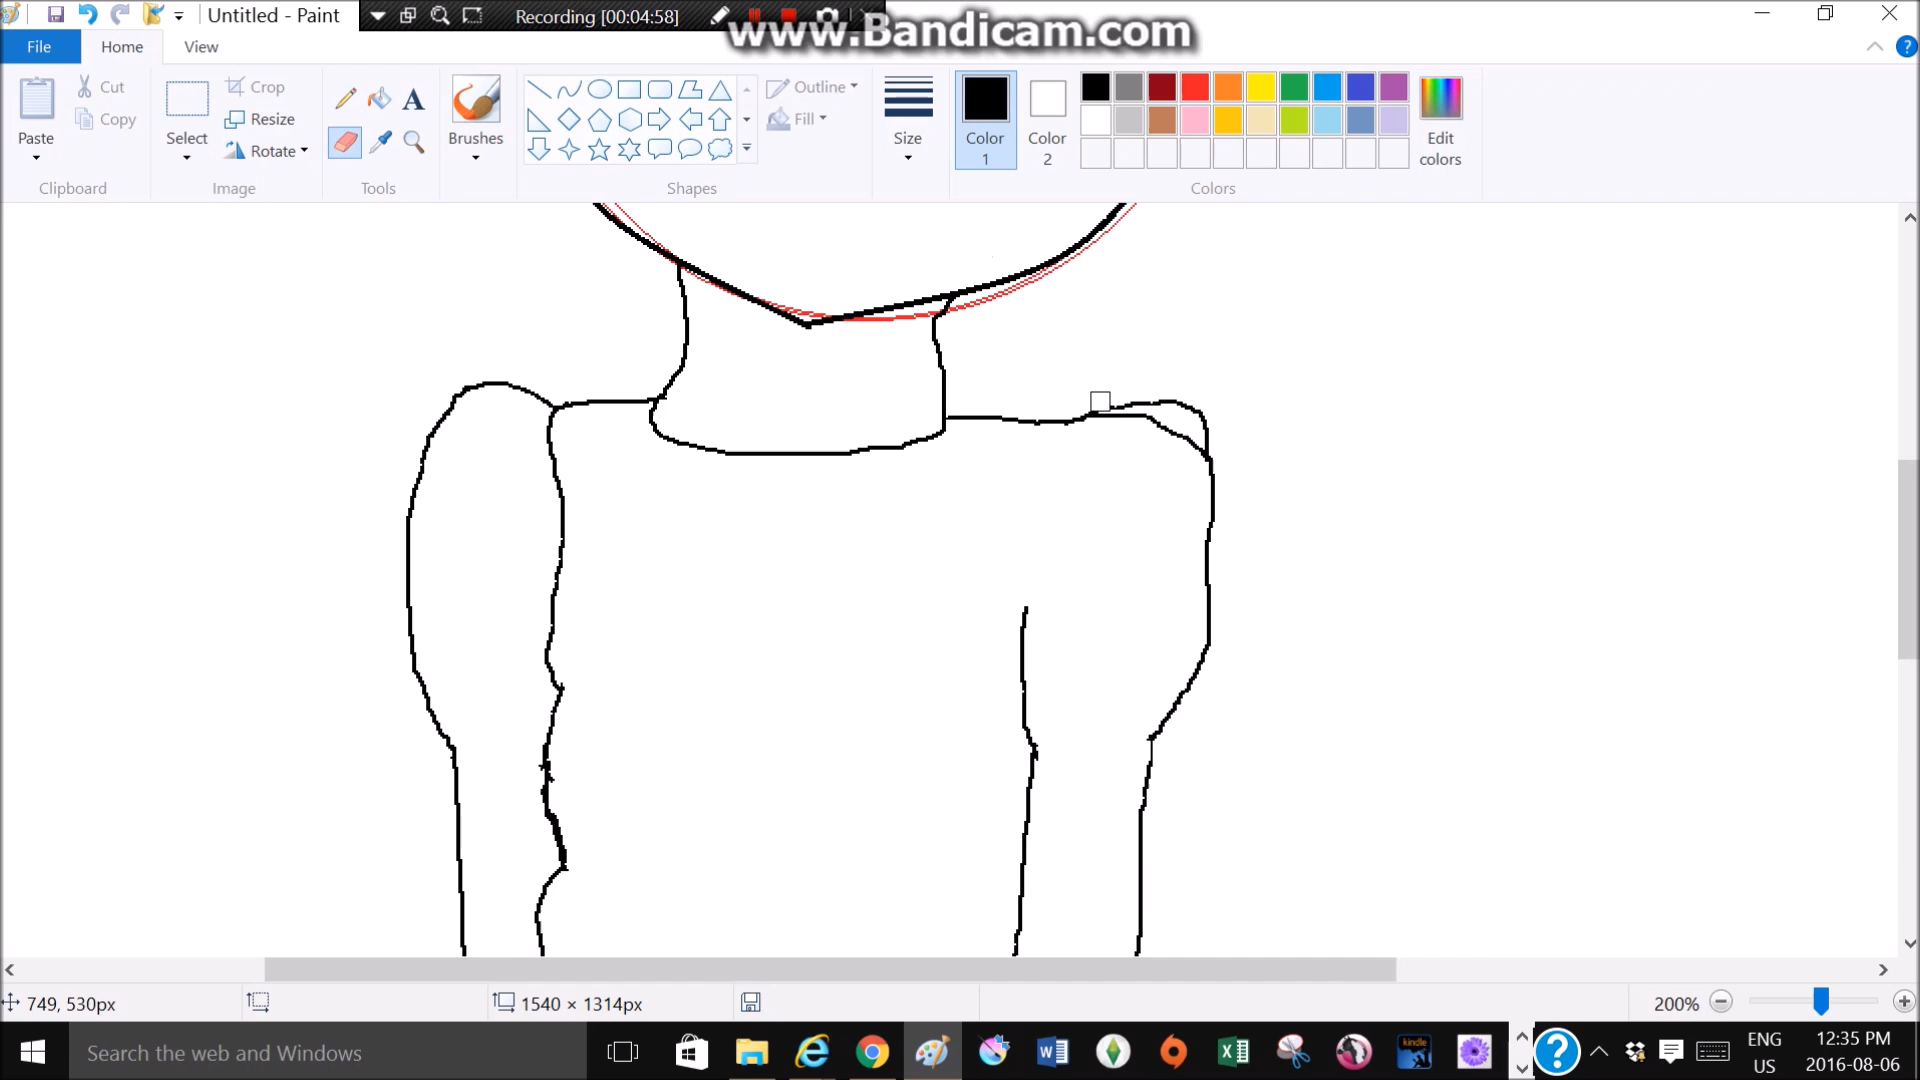 Untitled - Paint
Recording [00:04:58]
www.Bandicam.com
File
Home
View
Paste
Cut
Copy
Clipboard
Select
Crop
Resize
Rotate
Image
A
Tools
Brushes
Outline
Fill
Shapes
Size
Color
1
Color
2
Edit
colors
Colors
749, 530px
1540 × 1314px
200%
Search the web and Windows
kindle
ENG
US
12:35 PM
2016-08-06